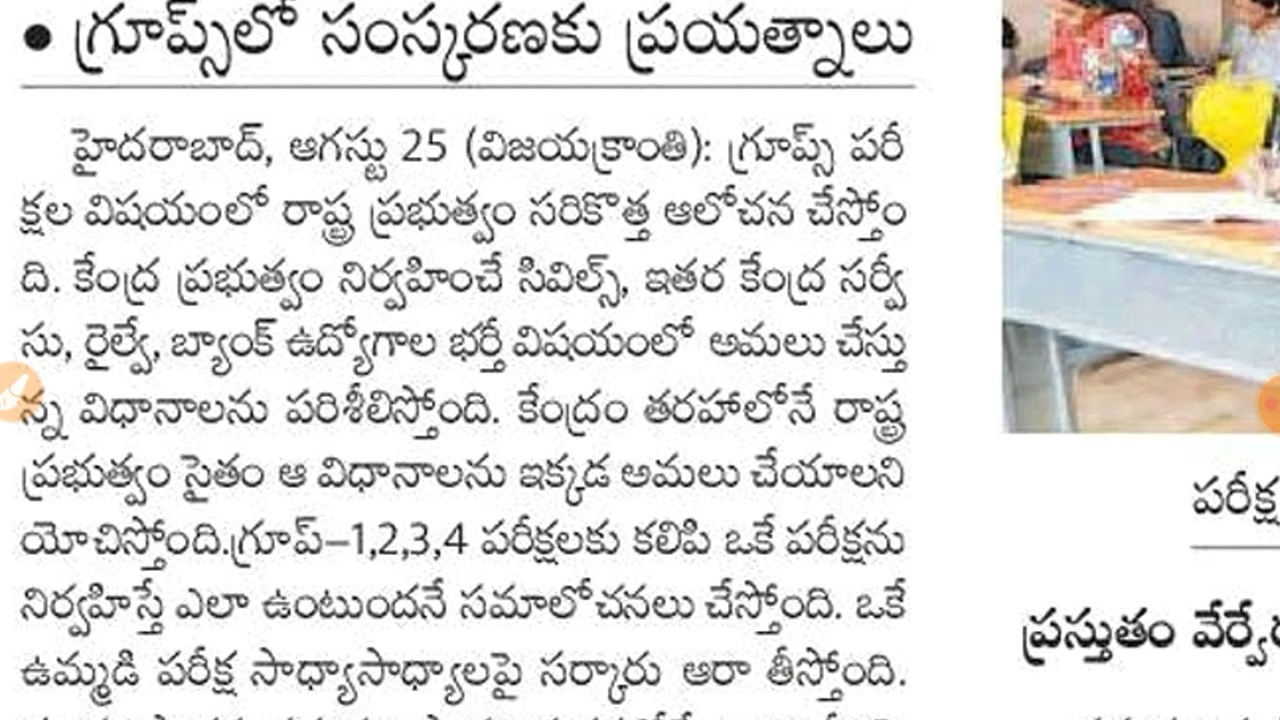 ● గ్రూప్స్‌లో సంస్కరణకు ప్రయత్నాలు
హైదరాబాద్, ఆగస్టు 25 (విజయక్రాంతి): గ్రూప్స్ పరీ
క్షల విషయంలో రాష్ట్ర ప్రభుత్వం సరికొత్త ఆలోచన చేస్తోం
ది. కేంద్ర ప్రభుత్వం నిర్వహించే సివిల్స్, ఇతర కేంద్ర సర్వీ
సు, రైల్వే, బ్యాంక్ ఉద్యోగాల భర్తీ విషయంలో అమలు చేస్తు
న్న విధానాలను పరిశీలిస్తోంది. కేంద్రం తరహాలోనే రాష్ట్ర
ప్రభుత్వం సైతం ఆ విధానాలను ఇక్కడ అమలు చేయాలని
యోచిస్తోంది.గ్రూప్–1,2,3,4 పరీక్షలకు కలిపి ఒకే పరీక్షను
నిర్వహిస్తే ఎలా ఉంటుందనే సమాలోచనలు చేస్తోంది. ఒకే
ఉమ్మడి పరీక్ష సాధ్యాసాధ్యాలపై సర్కారు ఆరా తీస్తోంది.
పరీక్ష
ప్రస్తుతం